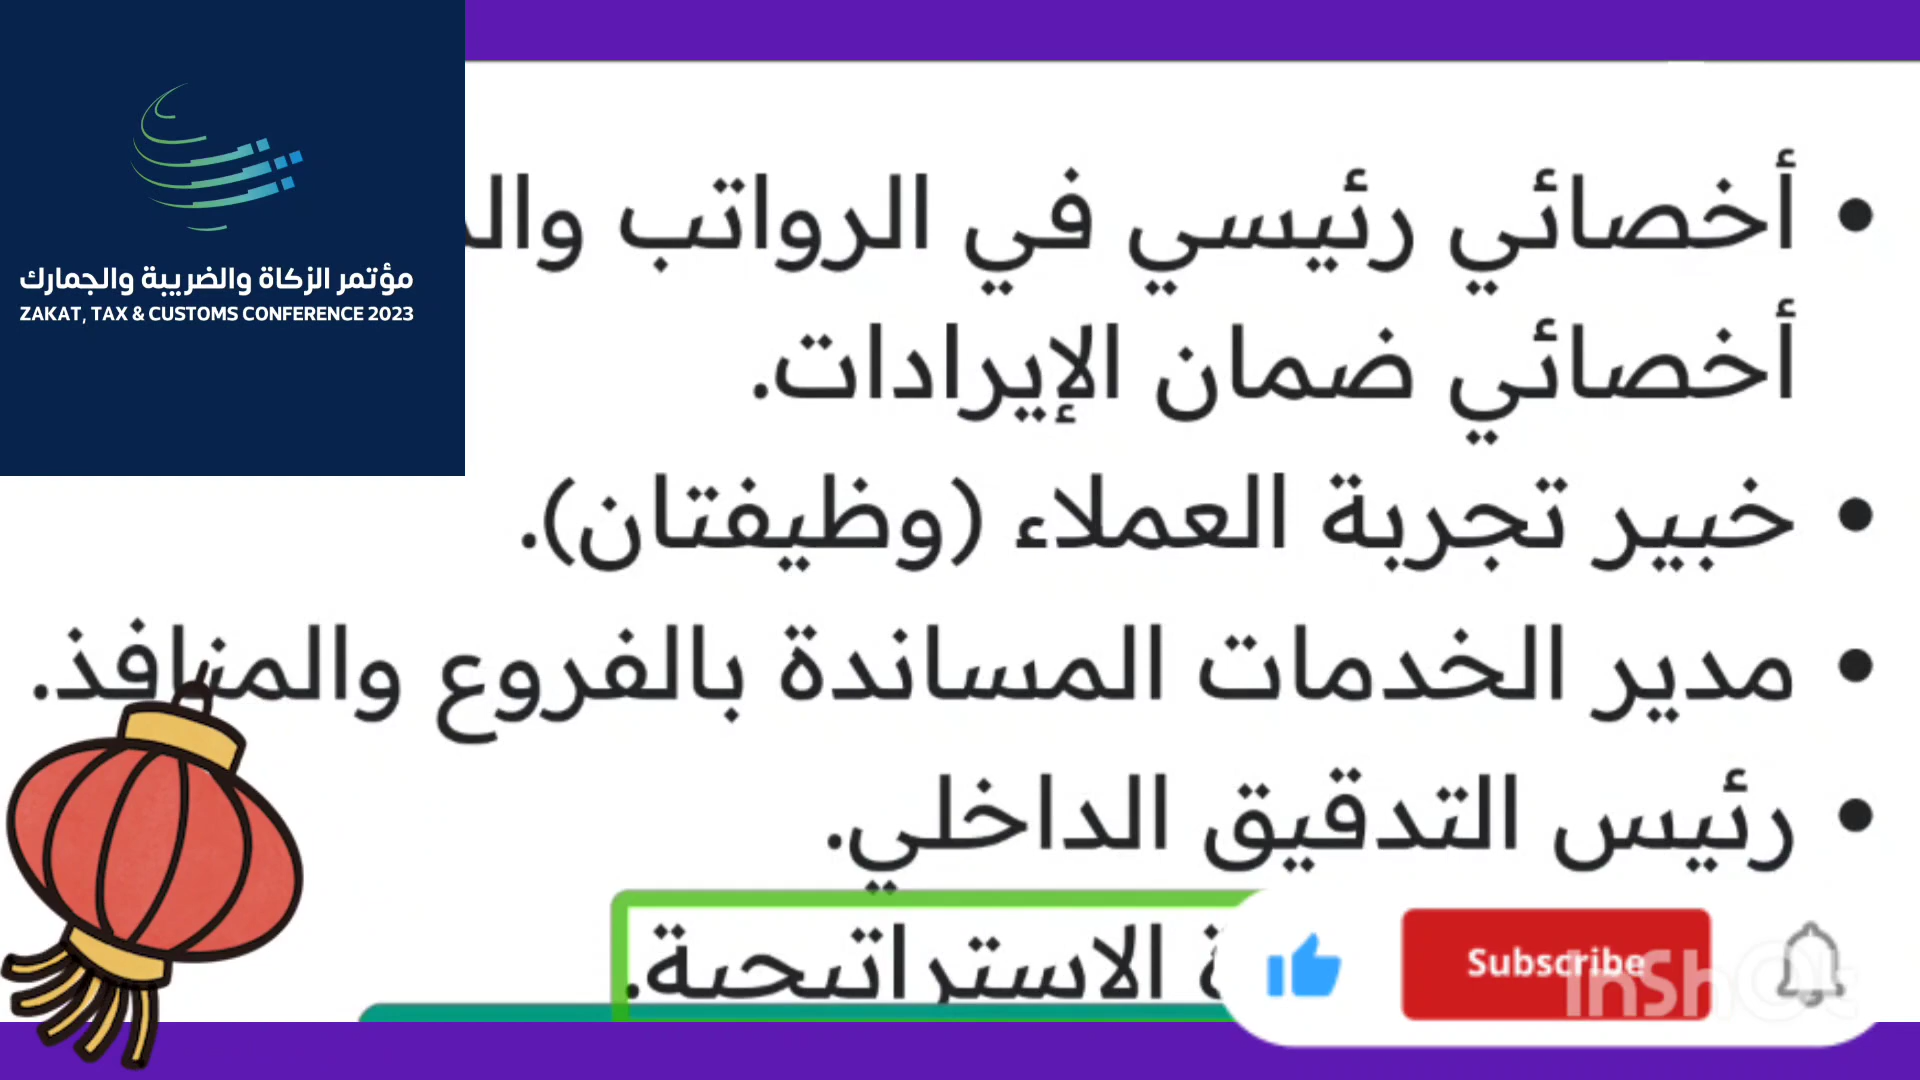 مؤتمر الزكاة والضريبة والجمارك
ZAKAT, TAX & CUSTOMS CONFERENCE 2023
• أخصائي رئيسي في الرواتب
أخصائي ضمان الإيرادات.
• خبير تجربة العملاء (وظيفتان).
• مدير الخدمات المساندة بالفروع والمنافذ.
• رئيس التدقيق الداخلي.
الاستراتيجية.
Subscribe
InShOt